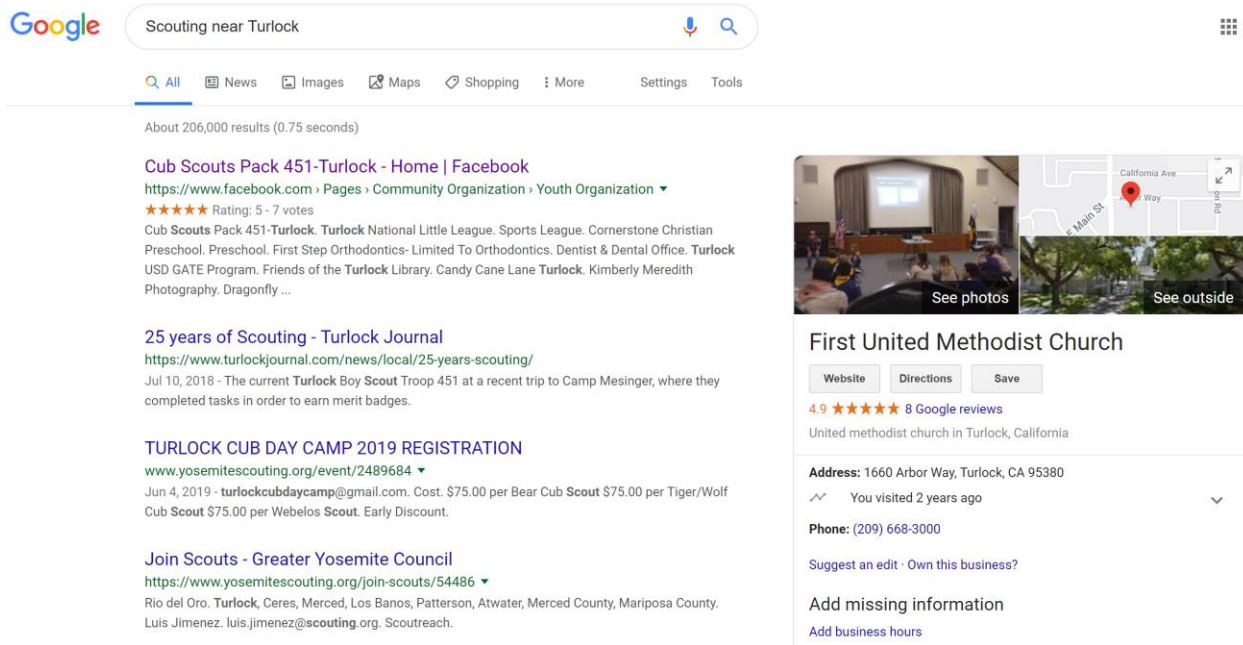 Google
Scouting near Turlock
All News Images Maps Shopping More Settings Tools
About 206,000 results (0.75 seconds)
Cub Scouts Pack 451-Turlock - Home | Facebook
https://www.facebook.com › Pages › Community Organization › Youth Organization
Rating: 5 - 7 votes
Cub Scouts Pack 451-Turlock. Turlock National Little League. Sports League. Cornerstone Christian
Preschool. Preschool. First Step Orthodontics- Limited To Orthodontics. Dentist & Dental Office. Turlock
USD GATE Program. Friends of the Turlock Library. Candy Cane Lane Turlock. Kimberly Meredith
Photography. Dragonfly ...
25 years of Scouting - Turlock Journal
https://www.turlockjournal.com/news/local/25-years-scouting/
Jul 10, 2018 - The current Turlock Boy Scout Troop 451 at a recent trip to Camp Mesinger, where they
completed tasks in order to earn merit badges.
TURLOCK CUB DAY CAMP 2019 REGISTRATION
www.yosemitescouting.org/event/2489684
Jun 4, 2019 - turlockcubdaycamp@gmail.com. Cost. $75.00 per Bear Cub Scout $75.00 per Tiger/Wolf
Cub Scout $75.00 per Webelos Scout. Early Discount.
Join Scouts - Greater Yosemite Council
https://www.yosemitescouting.org/join-scouts/54486
Rio del Oro. Turlock, Ceres, Merced, Los Banos, Patterson, Atwater, Merced County, Mariposa County.
Luis Jimenez. luis.jimenez@scouting.org. Scoutreach.
California Ave
Way
E Main St
See photos
See outside
First United Methodist Church
Website Directions Save
4.9 8 Google reviews
United methodist church in Turlock, California
Address: 1660 Arbor Way, Turlock, CA 95380
You visited 2 years ago
Phone: (209) 668-3000
Suggest an edit · Own this business?
Add missing information
Add business hours